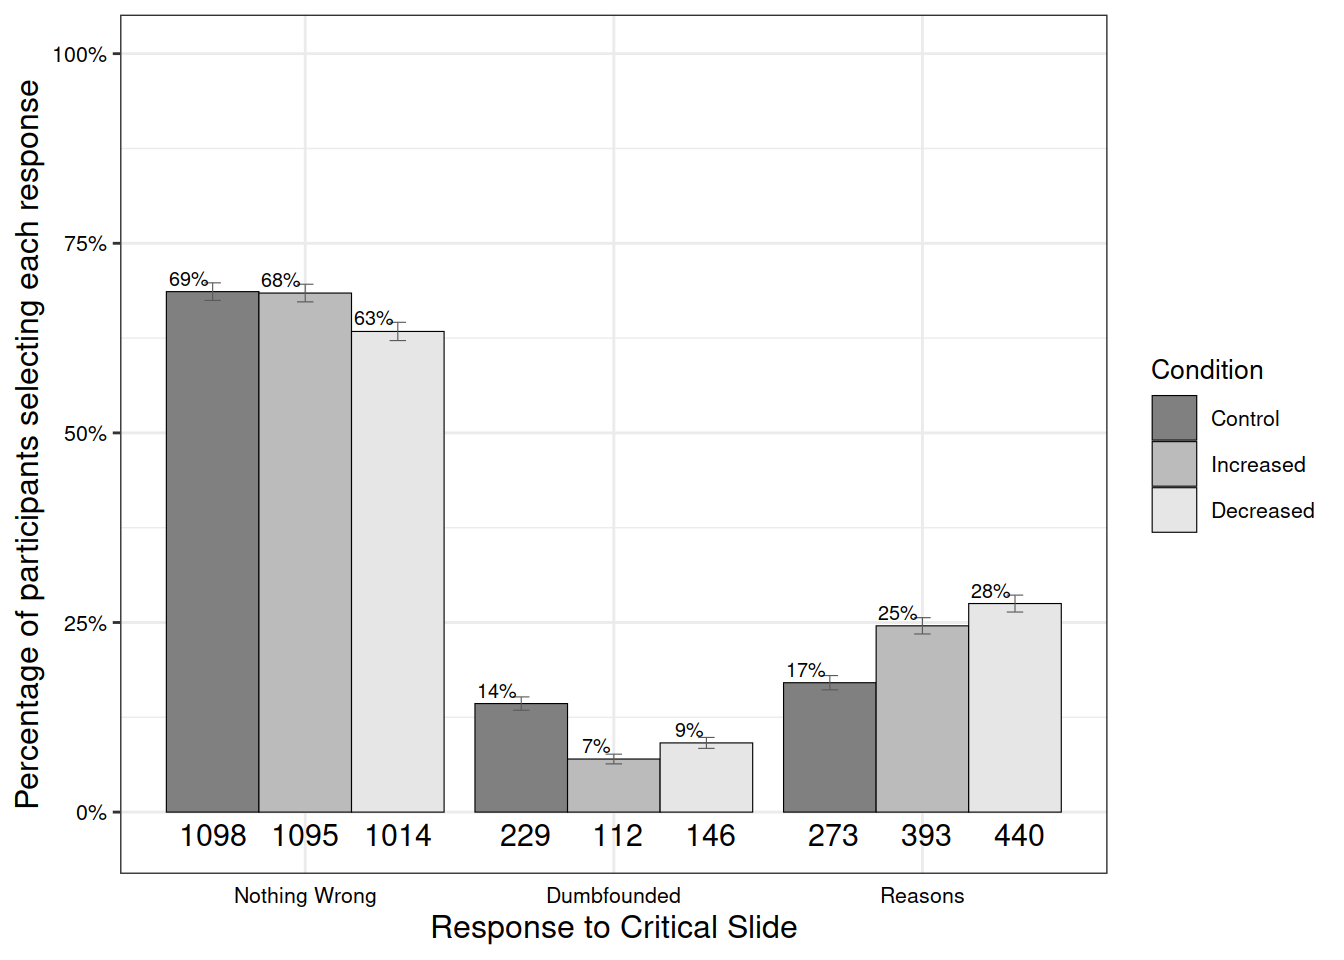 Percentage of participants selecting each response
100%
75%
50%
25%
0%
69%
68%
63%
14%
7%
9%
17%
25%
28%
1098 1095 1014 229 112 146 273 393 440
Nothing Wrong Dumbfounded Reasons
Response to Critical Slide
Condition
Control
Increased
Decreased